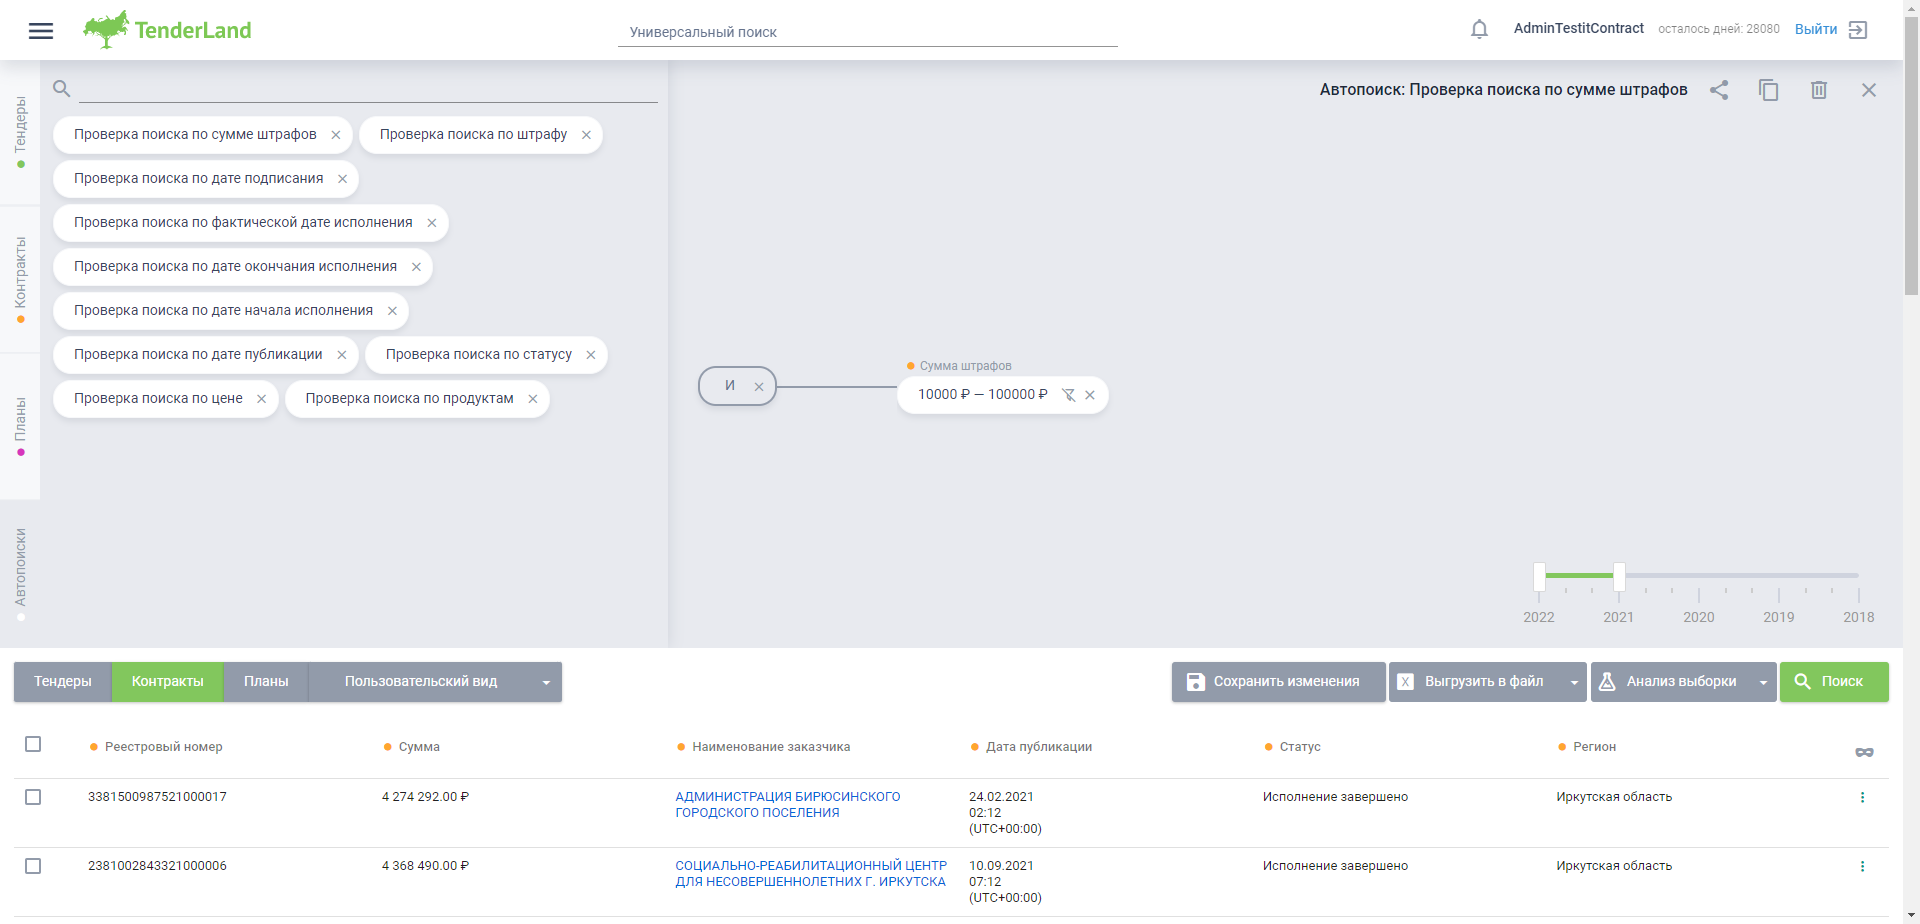 TenderLand
Универсальный поиск
AdminTestitContract
осталось дней: 28080
Выйти
Тендеры
Контракты
Планы
Автопоиски
Проверка поиска по сумме штрафов
Проверка поиска по штрафу
Проверка поиска по дате подписания
Проверка поиска по фактической дате исполнения
Проверка поиска по дате окончания исполнения
Проверка поиска по дате начала исполнения
Проверка поиска по дате публикации
Проверка поиска по статусу
Проверка поиска по цене
Проверка поиска по продуктам
Автопоиск: Проверка поиска по сумме штрафов
И
Сумма штрафов
10000 ₽ — 100000 ₽
2022 2021 2020 2019 2018
Тендеры
Контракты
Планы
Пользовательский вид
Сохранить изменения
X Выгрузить в файл
Анализ выборки
Поиск
Реестровый номер
Сумма
Наименование заказчика
Дата публикации
Статус
Регион
3381500987521000017
4 274 292.00 ₽
АДМИНИСТРАЦИЯ БИРЮСИНСКОГО
ГОРОДСКОГО ПОСЕЛЕНИЯ
24.02.2021
02:12
(UTC+00:00)
Исполнение завершено
Иркутская область
2381002843321000006
4 368 490.00 ₽
СОЦИАЛЬНО-РЕАБИЛИТАЦИОННЫЙ ЦЕНТР
ДЛЯ НЕСОВЕРШЕННОЛЕТНИХ Г. ИРКУТСКА
10.09.2021
07:12
(UTC+00:00)
Исполнение завершено
Иркутская область